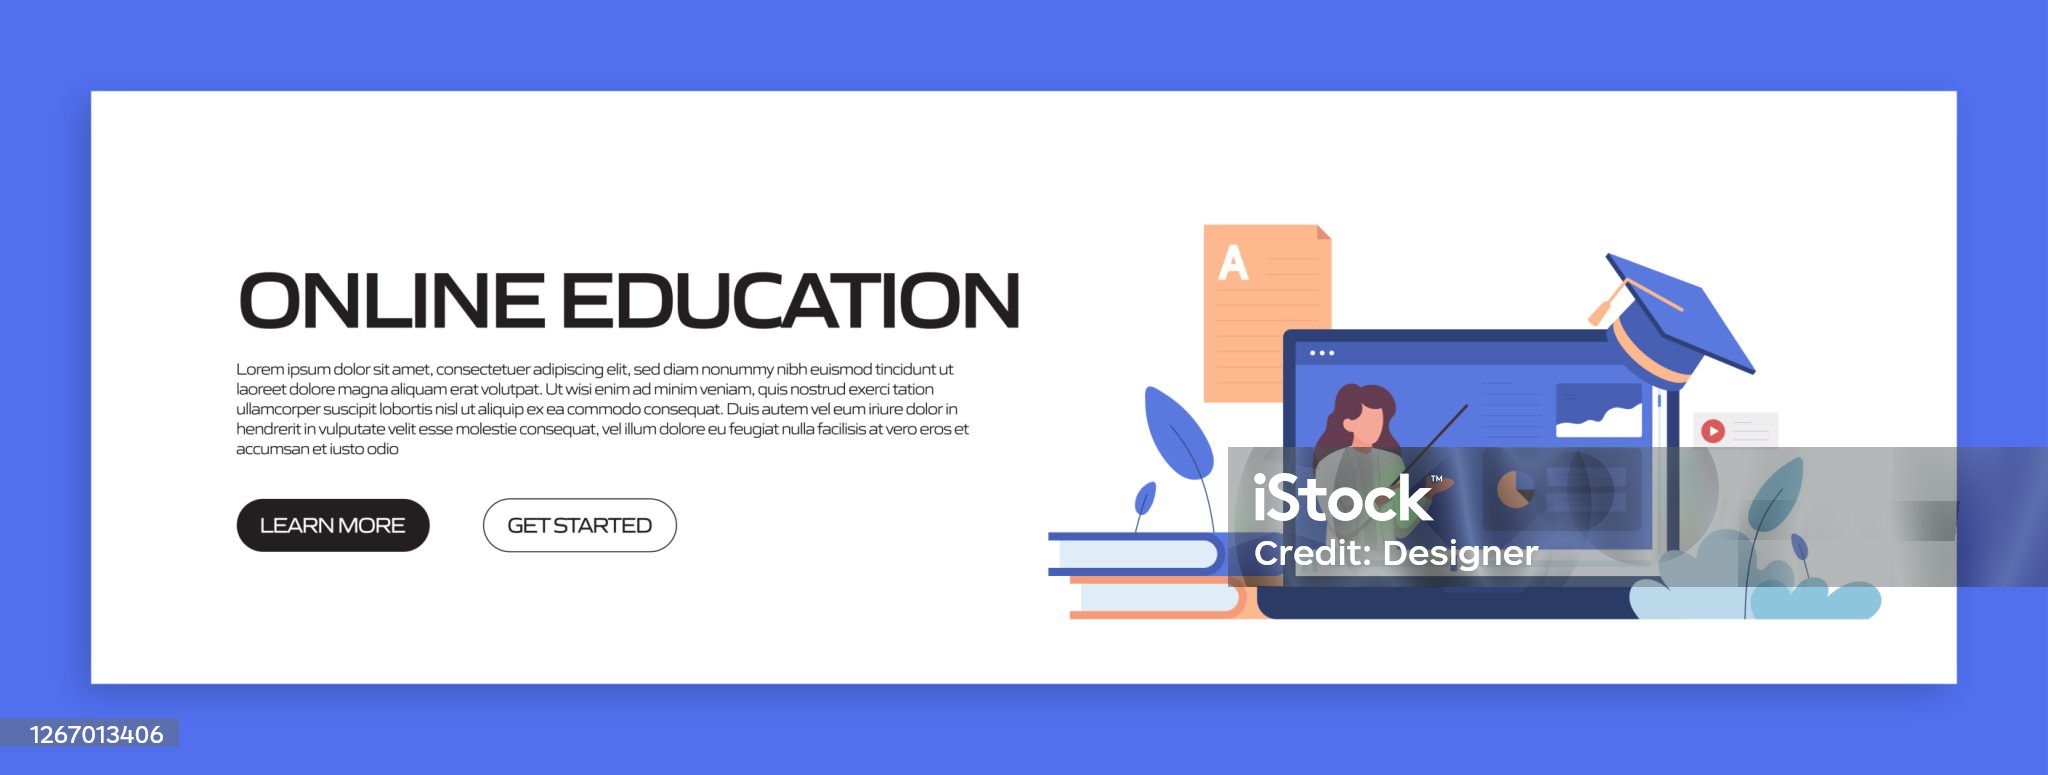 ONLINE EDUCATION
Lorem ipsum dolor sit amet, consectetuer adipiscing elit, sed diam nonummy nibh euismod tincidunt ut
laoreet dolore magna aliquam erat volutpat. Ut wisi enim ad minim veniam, quis nostrud exerci tation
ullamcorper suscipit lobortis nisl ut aliquip ex ea commodo consequat. Duis autem vel eum iriure dolor in
hendrerit in vulputate velit esse molestie consequat, vel illum dolore eu feugiat nulla facilisis at vero eros et
accumsan et iusto odio
LEARN MORE
GET STARTED
A
iStock™
Credit: Designer
1267013406